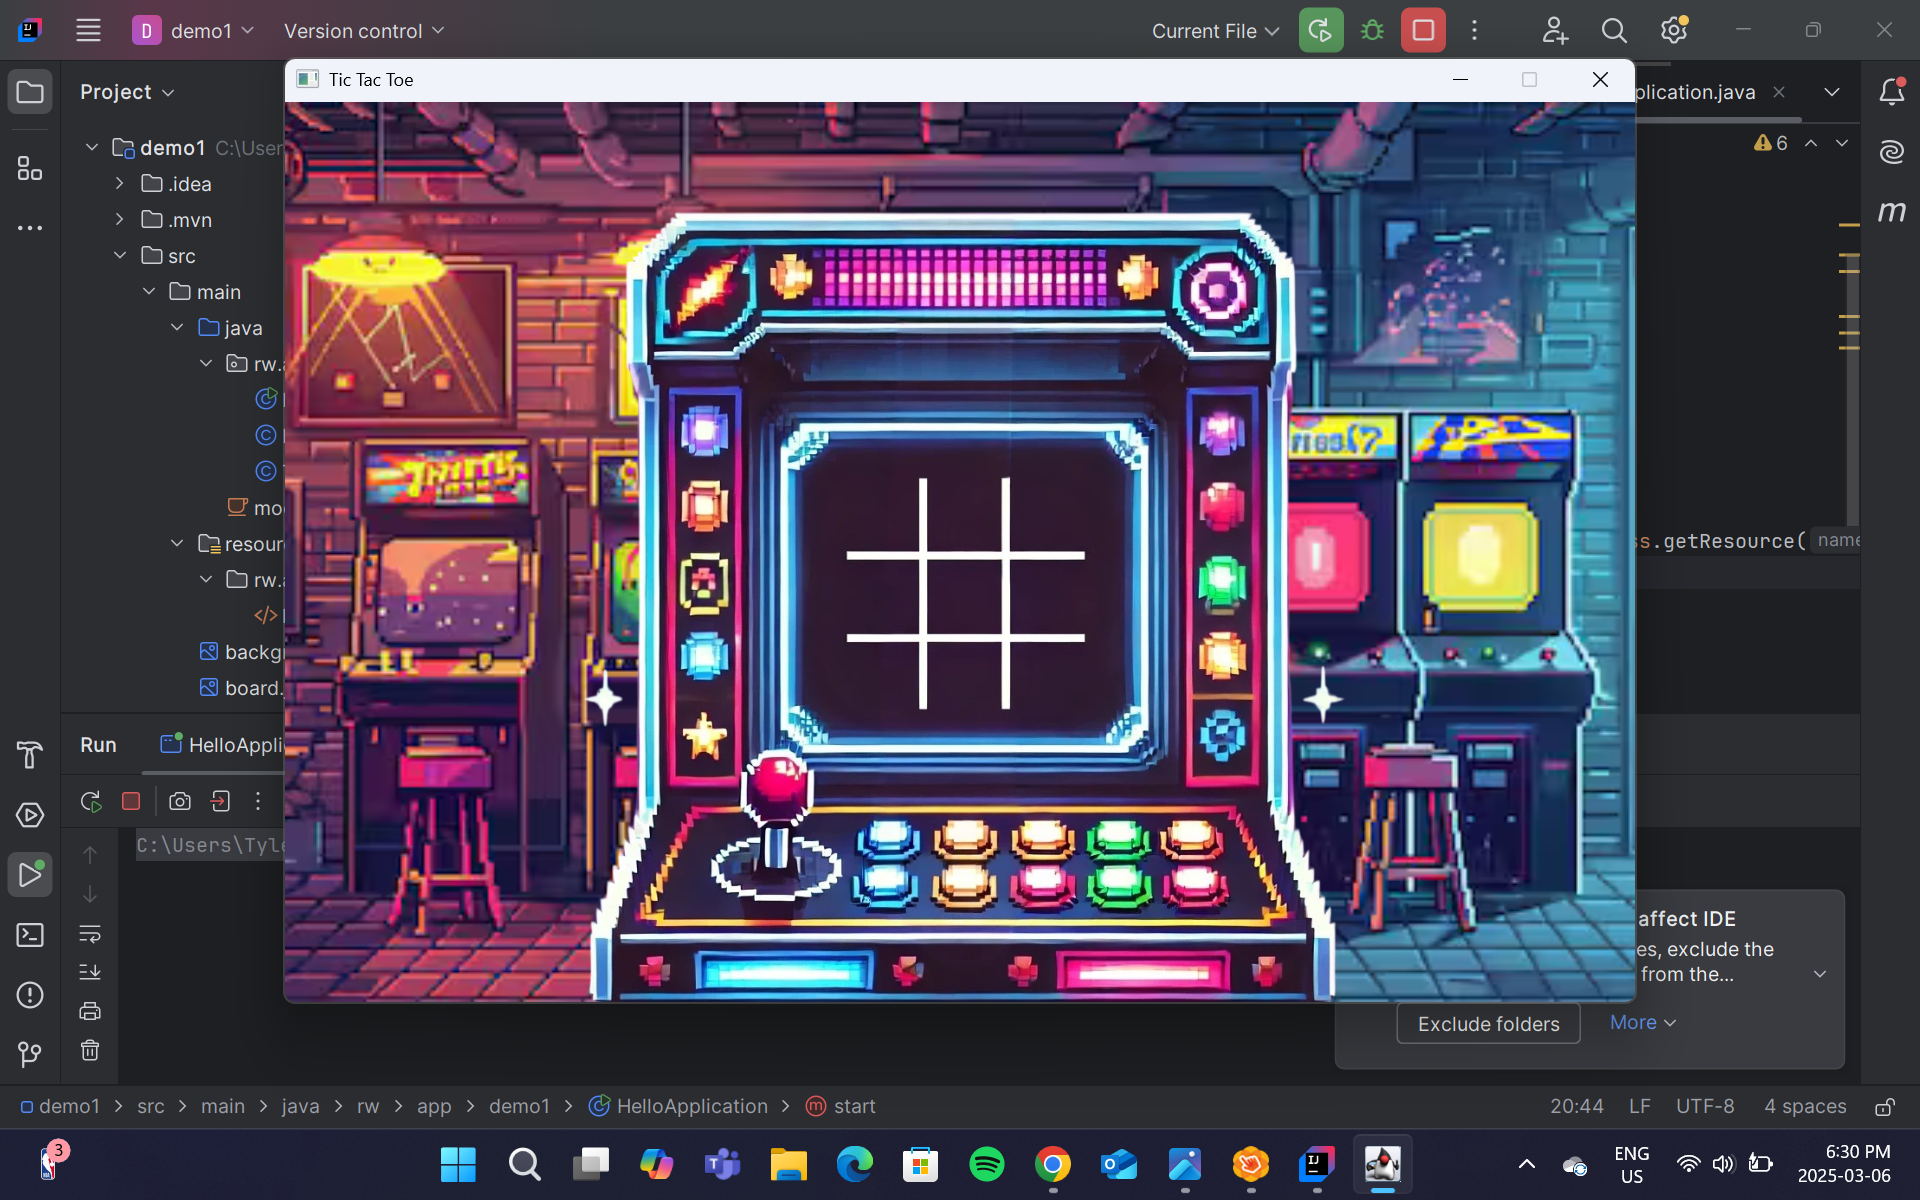 D demo1
Version control
Current File
Project
Tic Tac Toe
plication.java
demo1 C:\User
6
.idea
.mvn
src
main
java
rw.
resour
rw.
mo
backg
board.
s.getResource( name
m
Run
HelloAppli
C:\Users\Tyle
affect IDE
es, exclude the
from the...
Exclude folders
More
demo1
src
main
java
rw
app
demo1
HelloApplication
m start
20:44
LF
UTF-8
4 spaces
3
ENG
US
6:30 PM
2025-03-06